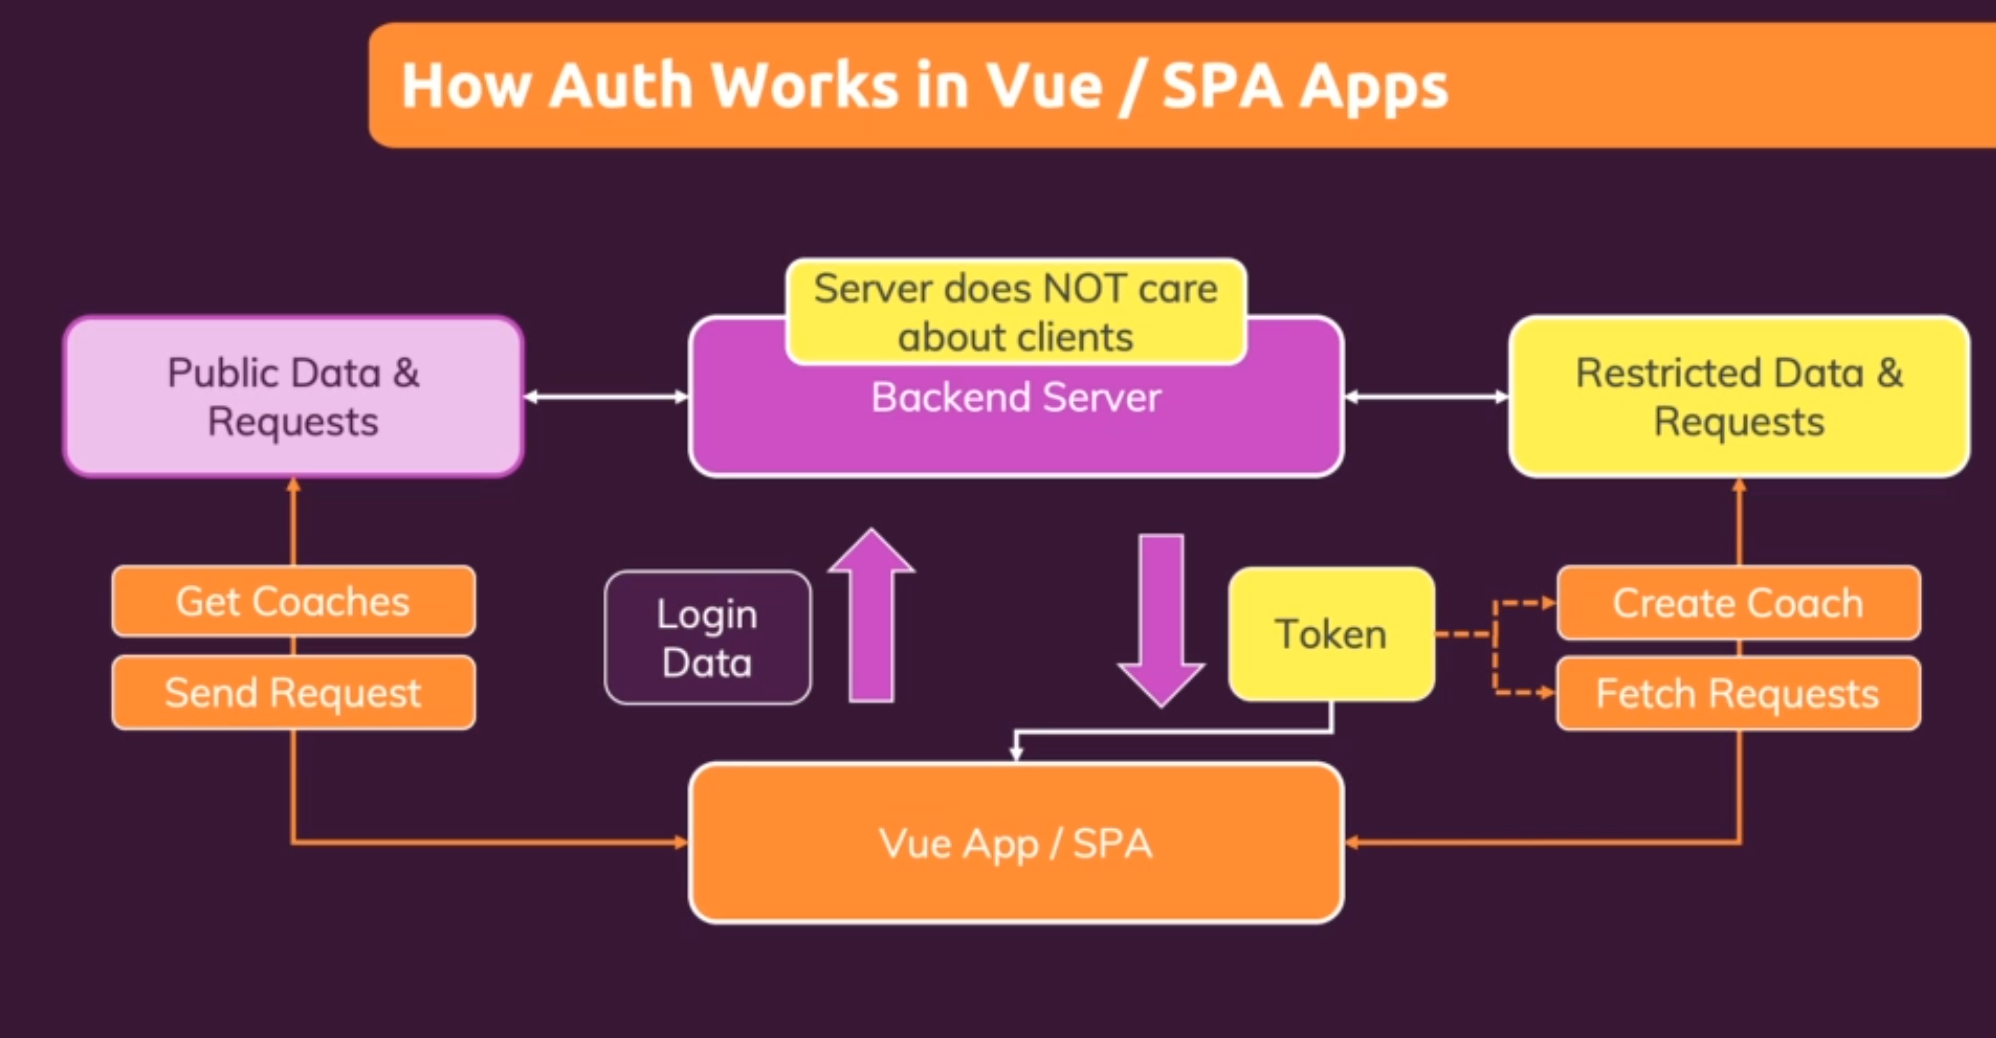 How Auth Works in Vue / SPA Apps
Server does NOT care
about clients
Public Data &
Requests
Backend Server
Restricted Data &
Requests
Get Coaches
Send Request
Login
Data
Token
Create Coach
Fetch Requests
Vue App / SPA